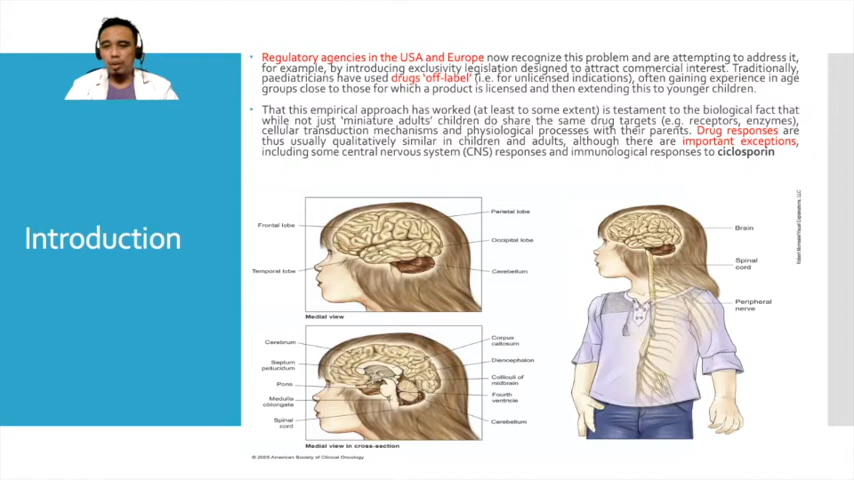 Introduction
• Regulatory agencies in the USA and Europe now recognize this problem and are attempting to address it,
for example, by introducing exclusivity legislation designed to attract commercial interest. Traditionally,
paediatricians have used drugs 'off-label' (i.e. for unlicensed indications), often gaining experience in age
groups close to those for which a product is licensed and then extending this to younger children.
• That this empirical approach has worked (at least to some extent) is testament to the biological fact that
while not just 'miniature adults' children do share the same drug targets (e.g. receptors, enzymes),
cellular transduction mechanisms and physiological processes with their parents. Drug responses are
thus usually qualitatively similar in children and adults, although there are important exceptions,
including some central nervous system (CNS) responses and immunological responses to ciclosporin
Frontal lobe
Temporal lobe
Parietal lobe
Occipital lobe
Cerebellum
Medial view
Cerebrum
Septum
pellucidum
Pons
Medulla
oblongata
Spinal
cord
Corpus
callosum
Diencephalon
Colliculi of
midbrain
Fourth
ventricle
Cerebellum
Medial view in cross-section
© 2005 American Society of Clinical Oncology
Brain
Spinal
cord
Peripheral
nerve